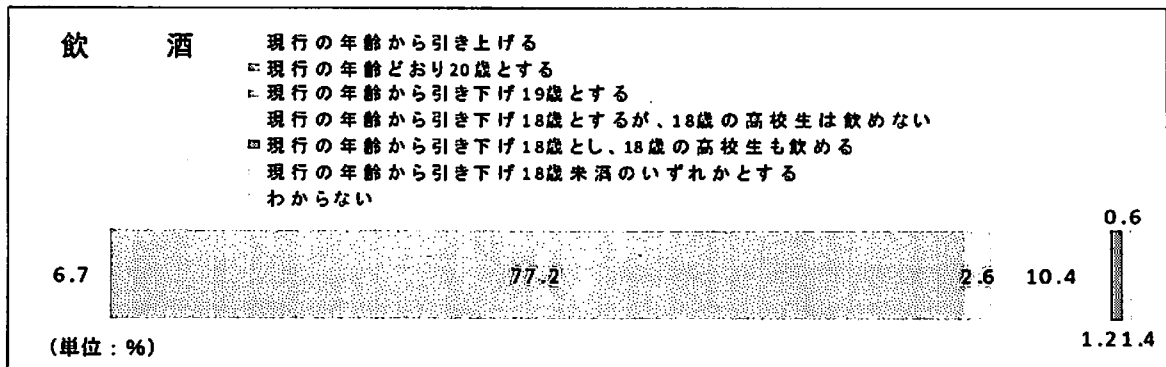 飲 酒
現行の年齢から引き上げる
現行の年齢どおり20歳とする
現行の年齢から引き下げ19歳とする
現行の年齢から引き下げ18歳とするが、18歳の高校生は飲めない
現行の年齢から引き下げ18歳とし、18歳の高校生も飲める
現行の年齢から引き下げ18歳未満のいずれかとする
わからない
0.6
6.7 77.2 2.6 10.4
1.2 1.4
(単位:%)